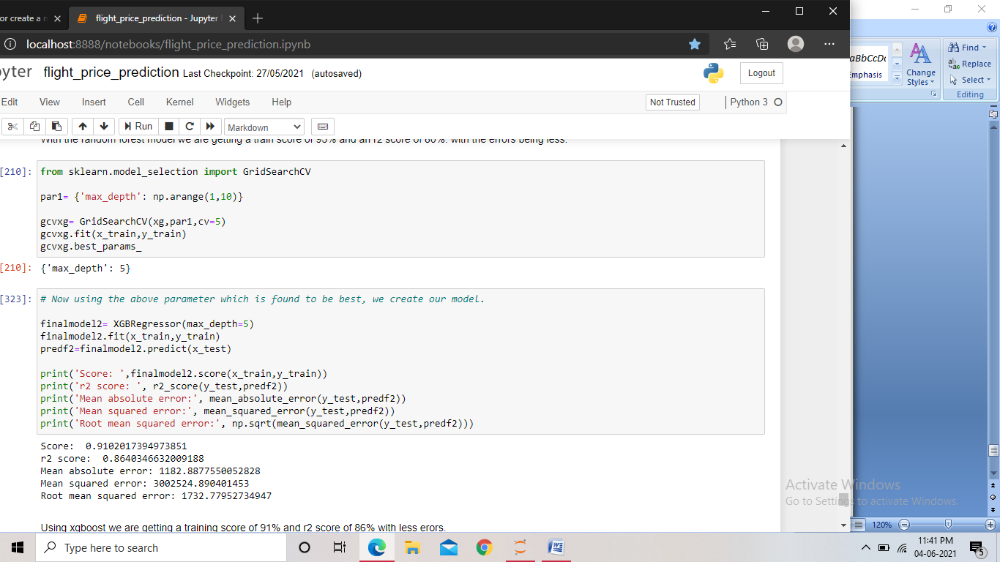 or create a n
flight_price_prediction - Jupyter
localhost:8888/notebooks/flight_price_prediction.ipynb
yter flight_price_prediction Last Checkpoint: 27/05/2021 (autosaved)
Logout
Edit View Insert Cell Kernel Widgets Help
Not Trusted
Python 3
Run
Markdown
With the random forest model we are getting a train score of 95% and an r2 score of 80%. with the errors being less.
[210]: from sklearn.model_selection import GridSearchCV
par1= {'max_depth': np.arange(1,10)}
gcvxg= GridSearchCV(xg,par1,cv=5)
gcvxg.fit(x_train,y_train)
gcvxg.best_params_
[210]: {'max_depth': 5}
[323]: # Now using the above parameter which is found to be best, we create our model.
finalmodel2= XGBRegressor(max_depth=5)
finalmodel2.fit(x_train,y_train)
predf2=finalmodel2.predict(x_test)
print('Score: ',finalmodel2.score(x_train,y_train))
print('r2 score: ', r2_score(y_test,predf2))
print('Mean absolute error:', mean_absolute_error(y_test,predf2))
print('Mean squared error:', mean_squared_error(y_test,predf2))
print('Root mean squared error:', np.sqrt(mean_squared_error(y_test,predf2)))
Score:  0.9102017394973851
r2 score:  0.8640346632009188
Mean absolute error: 1182.8877550052828
Mean squared error: 3002524.890401453
Root mean squared error: 1732.77952734947
Using xgboost we are getting a training score of 91% and r2 score of 86% with less erors.
aBbCcDc
Emphasis
Change
Styles
Find
Replace
Select
Editing
Activate Windows
Go to Settings to activate Windows.
120%
Type here to search
11:41 PM
04-06-2021
5